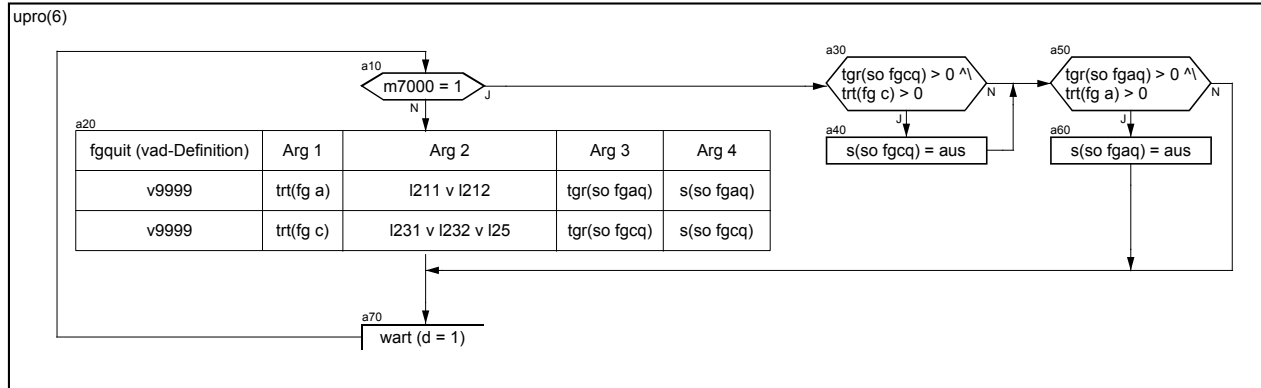 upro(6)
a10
m7000 = 1
J
N
a20
fgquit (vad-Definition) Arg 1 Arg 2 Arg 3 Arg 4
v9999 trt(fg a) l211 v l212 tgr(so fgaq) s(so fgaq)
v9999 trt(fg c) l231 v l232 v l25 tgr(so fgcq) s(so fgcq)
a30
tgr(so fgcq) > 0 ^\
trt(fg c) > 0
N
J
a40
s(so fgcq) = aus
a50
tgr(so fgaq) > 0 ^\
trt(fg a) > 0
N
J
a60
s(so fgaq) = aus
a70
wart (d = 1)